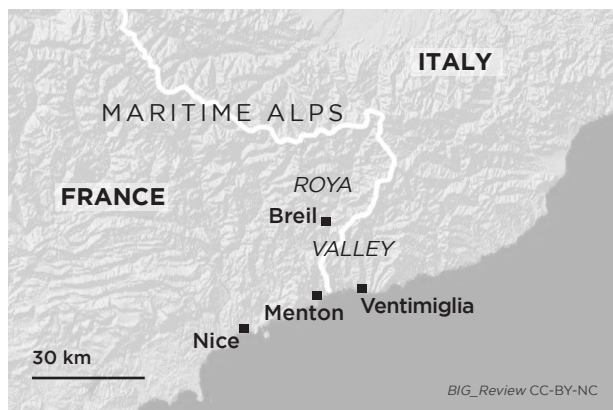 ITALY
MARITIME ALPS
FRANCE
ROYA
Breil
VALLEY
Menton
Ventimiglia
Nice
30 km
BIG_Review CC-BY-NC